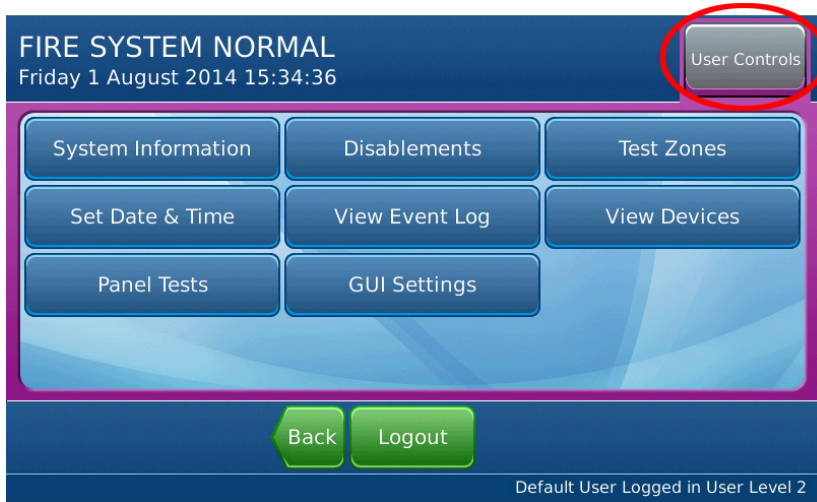 FIRE SYSTEM NORMAL
Friday 1 August 2014 15:34:36
User Controls
System Information
Disablements
Test Zones
Set Date & Time
View Event Log
View Devices
Panel Tests
GUI Settings
Back
Logout
Default User Logged in User Level 2